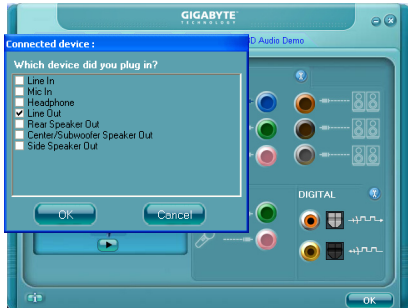 GIGABYTE
TECHNOLOGY
Connected device :
D Audio Demo
Which device did you plug in?
Line In
Mic In
Headphone
Line Out
Rear Speaker Out
Center/Subwoofer Speaker Out
Side Speaker Out
OK
Cancel
DIGITAL
OK